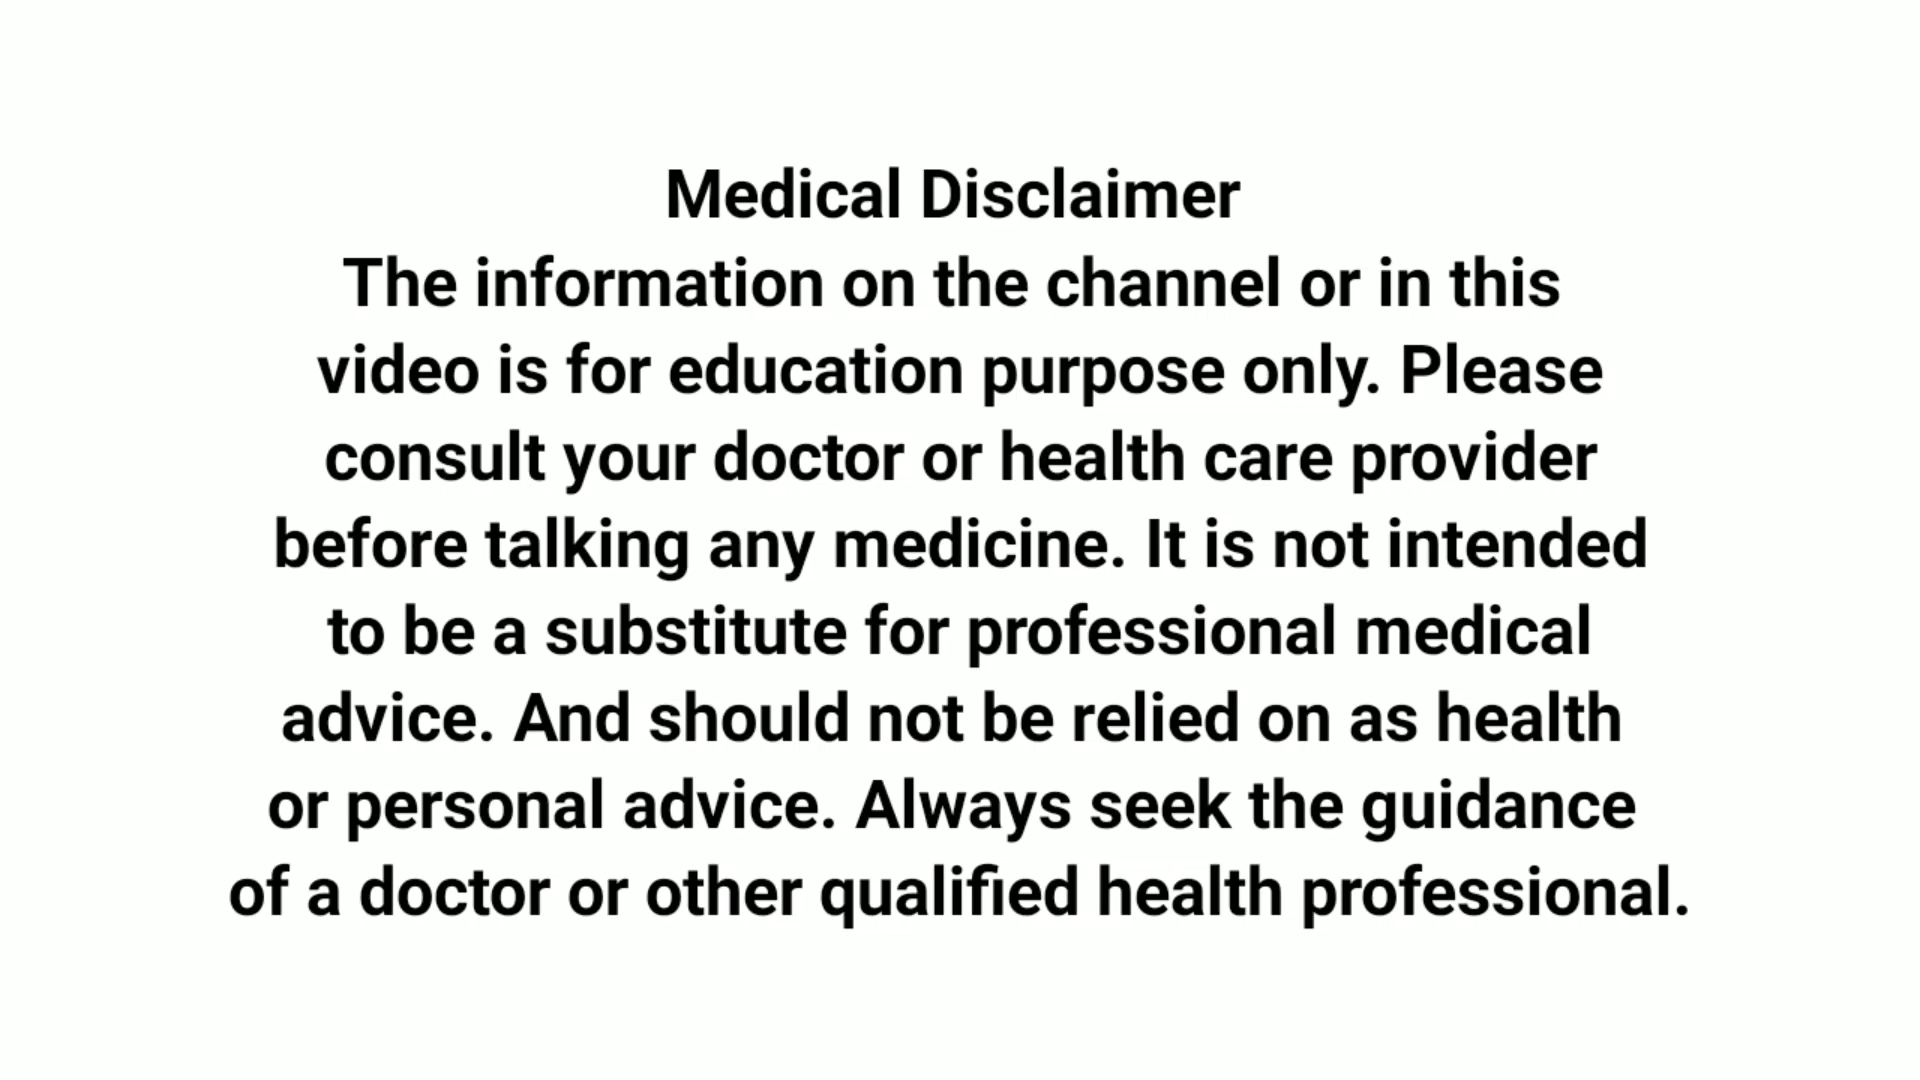 Medical Disclaimer
The information on the channel or in this
video is for education purpose only. Please
consult your doctor or health care provider
before talking any medicine. It is not intended
to be a substitute for professional medical
advice. And should not be relied on as health
or personal advice. Always seek the guidance
of a doctor or other qualified health professional.